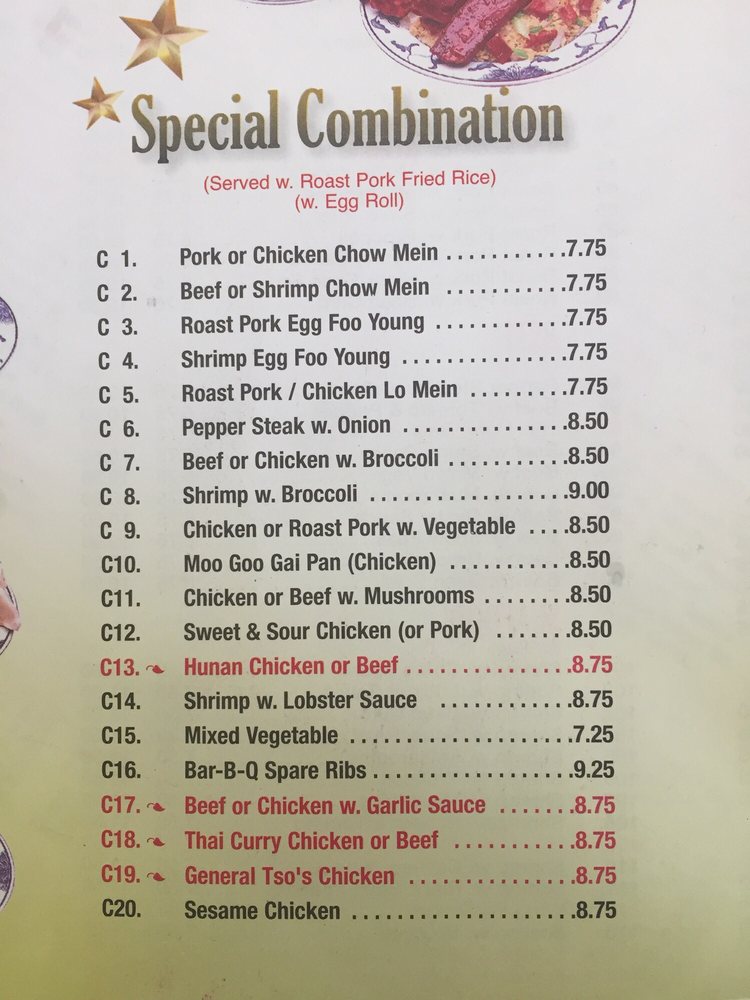 Special Combination
(Served w. Roast Pork Fried Rice)
(w. Egg Roll)
C 1. Pork or Chicken Chow Mein . . . . . . . . . . .7.75
C 2. Beef or Shrimp Chow Mein . . . . . . . . . . .7.75
C 3. Roast Pork Egg Foo Young . . . . . . . . . . . .7.75
C 4. Shrimp Egg Foo Young . . . . . . . . . . . . . . .7.75
C 5. Roast Pork / Chicken Lo Mein . . . . . . . . .7.75
C 6. Pepper Steak w. Onion . . . . . . . . . . . . . . .8.50
C 7. Beef or Chicken w. Broccoli . . . . . . . . . . .8.50
C 8. Shrimp w. Broccoli . . . . . . . . . . . . . . . . . .9.00
C 9. Chicken or Roast Pork w. Vegetable . . . .8.50
C10. Moo Goo Gai Pan (Chicken) . . . . . . . . . . .8.50
C11. Chicken or Beef w. Mushrooms . . . . . . . .8.50
C12. Sweet & Sour Chicken (or Pork) . . . . . . .8.50
C13. Hunan Chicken or Beef . . . . . . . . . . . . . . .8.75
C14. Shrimp w. Lobster Sauce . . . . . . . . . . . .8.75
C15. Mixed Vegetable . . . . . . . . . . . . . . . . . . . .7.25
C16. Bar-B-Q Spare Ribs . . . . . . . . . . . . . . . . . .9.25
C17. Beef or Chicken w. Garlic Sauce . . . . . . .8.75
C18. Thai Curry Chicken or Beef . . . . . . . . . . .8.75
C19. General Tso's Chicken . . . . . . . . . . . . . . .8.75
C20. Sesame Chicken . . . . . . . . . . . . . . . . . . . .8.75